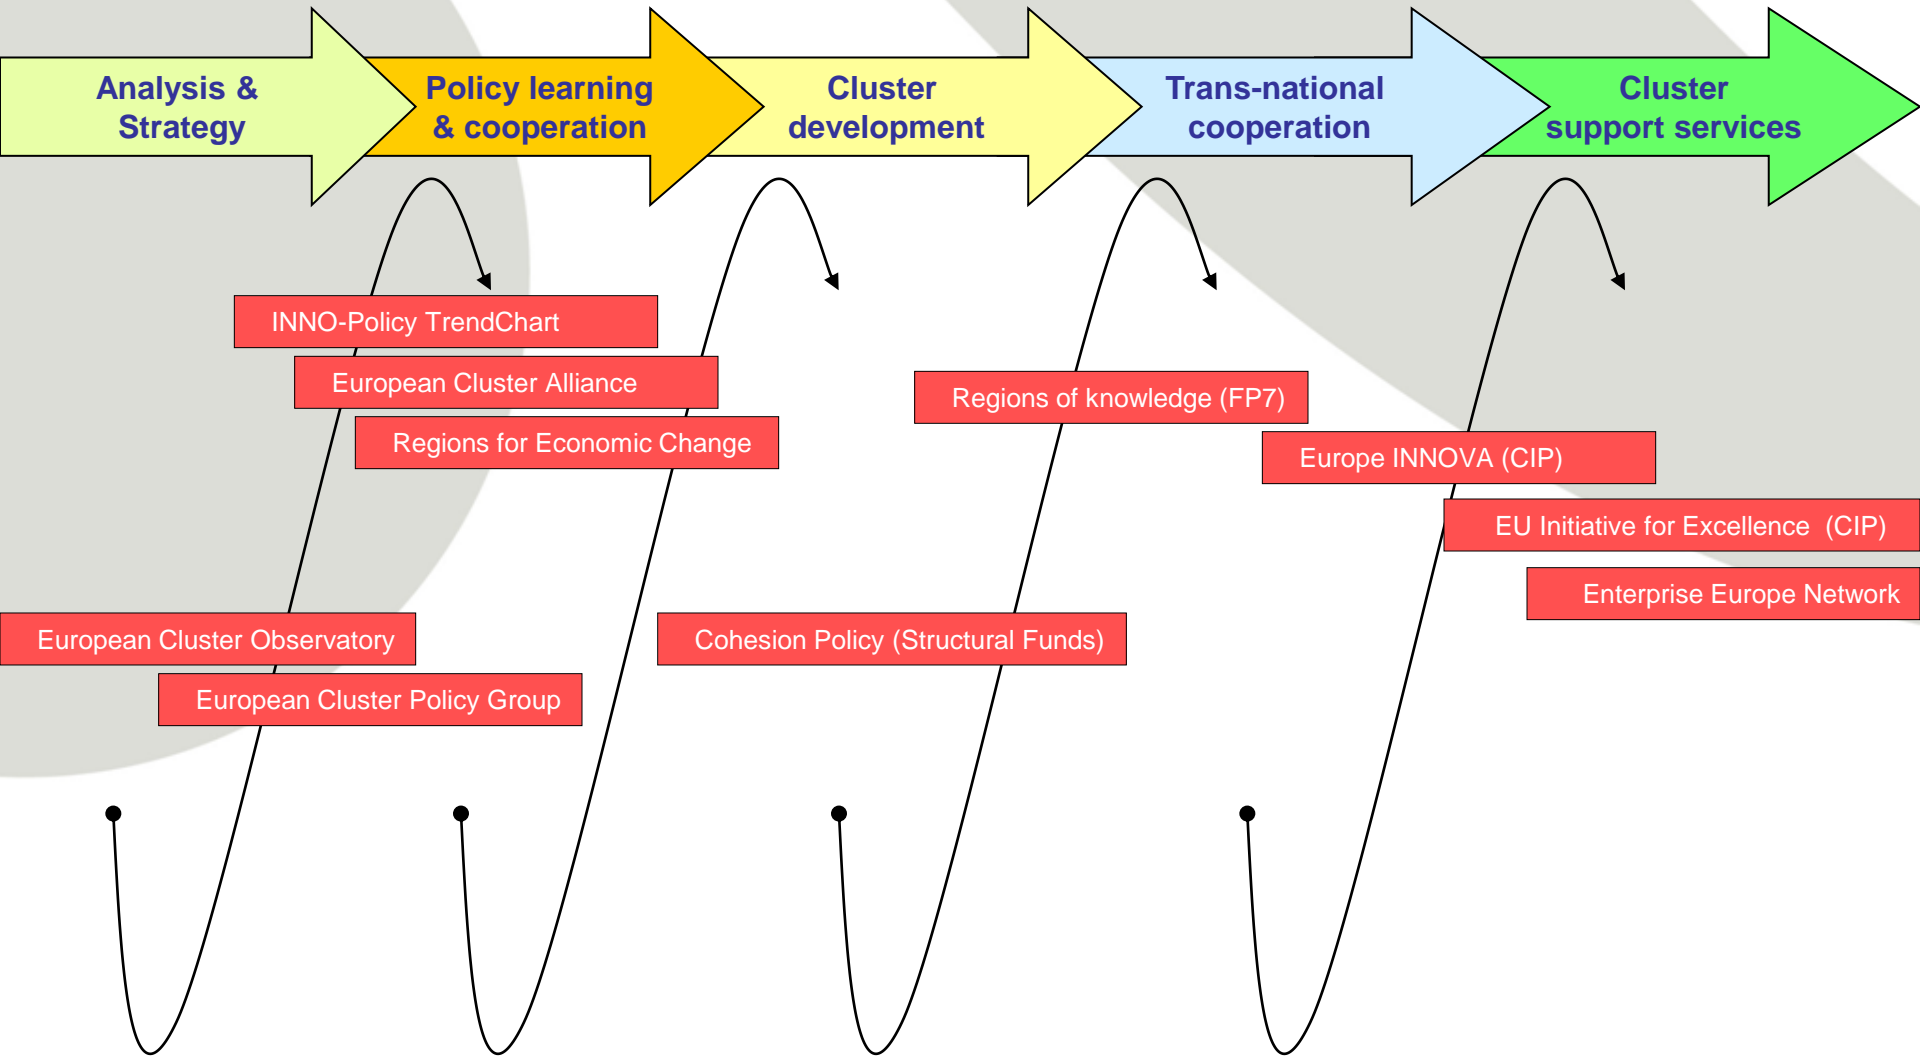 Analysis &
Strategy
Policy learning
& cooperation
Cluster
development
Trans-national
cooperation
Cluster
support services
INNO-Policy TrendChart
European Cluster Alliance
Regions for Economic Change
Regions of knowledge (FP7)
Europe INNOVA (CIP)
EU Initiative for Excellence  (CIP)
Enterprise Europe Network
European Cluster Observatory
Cohesion Policy (Structural Funds)
European Cluster Policy Group